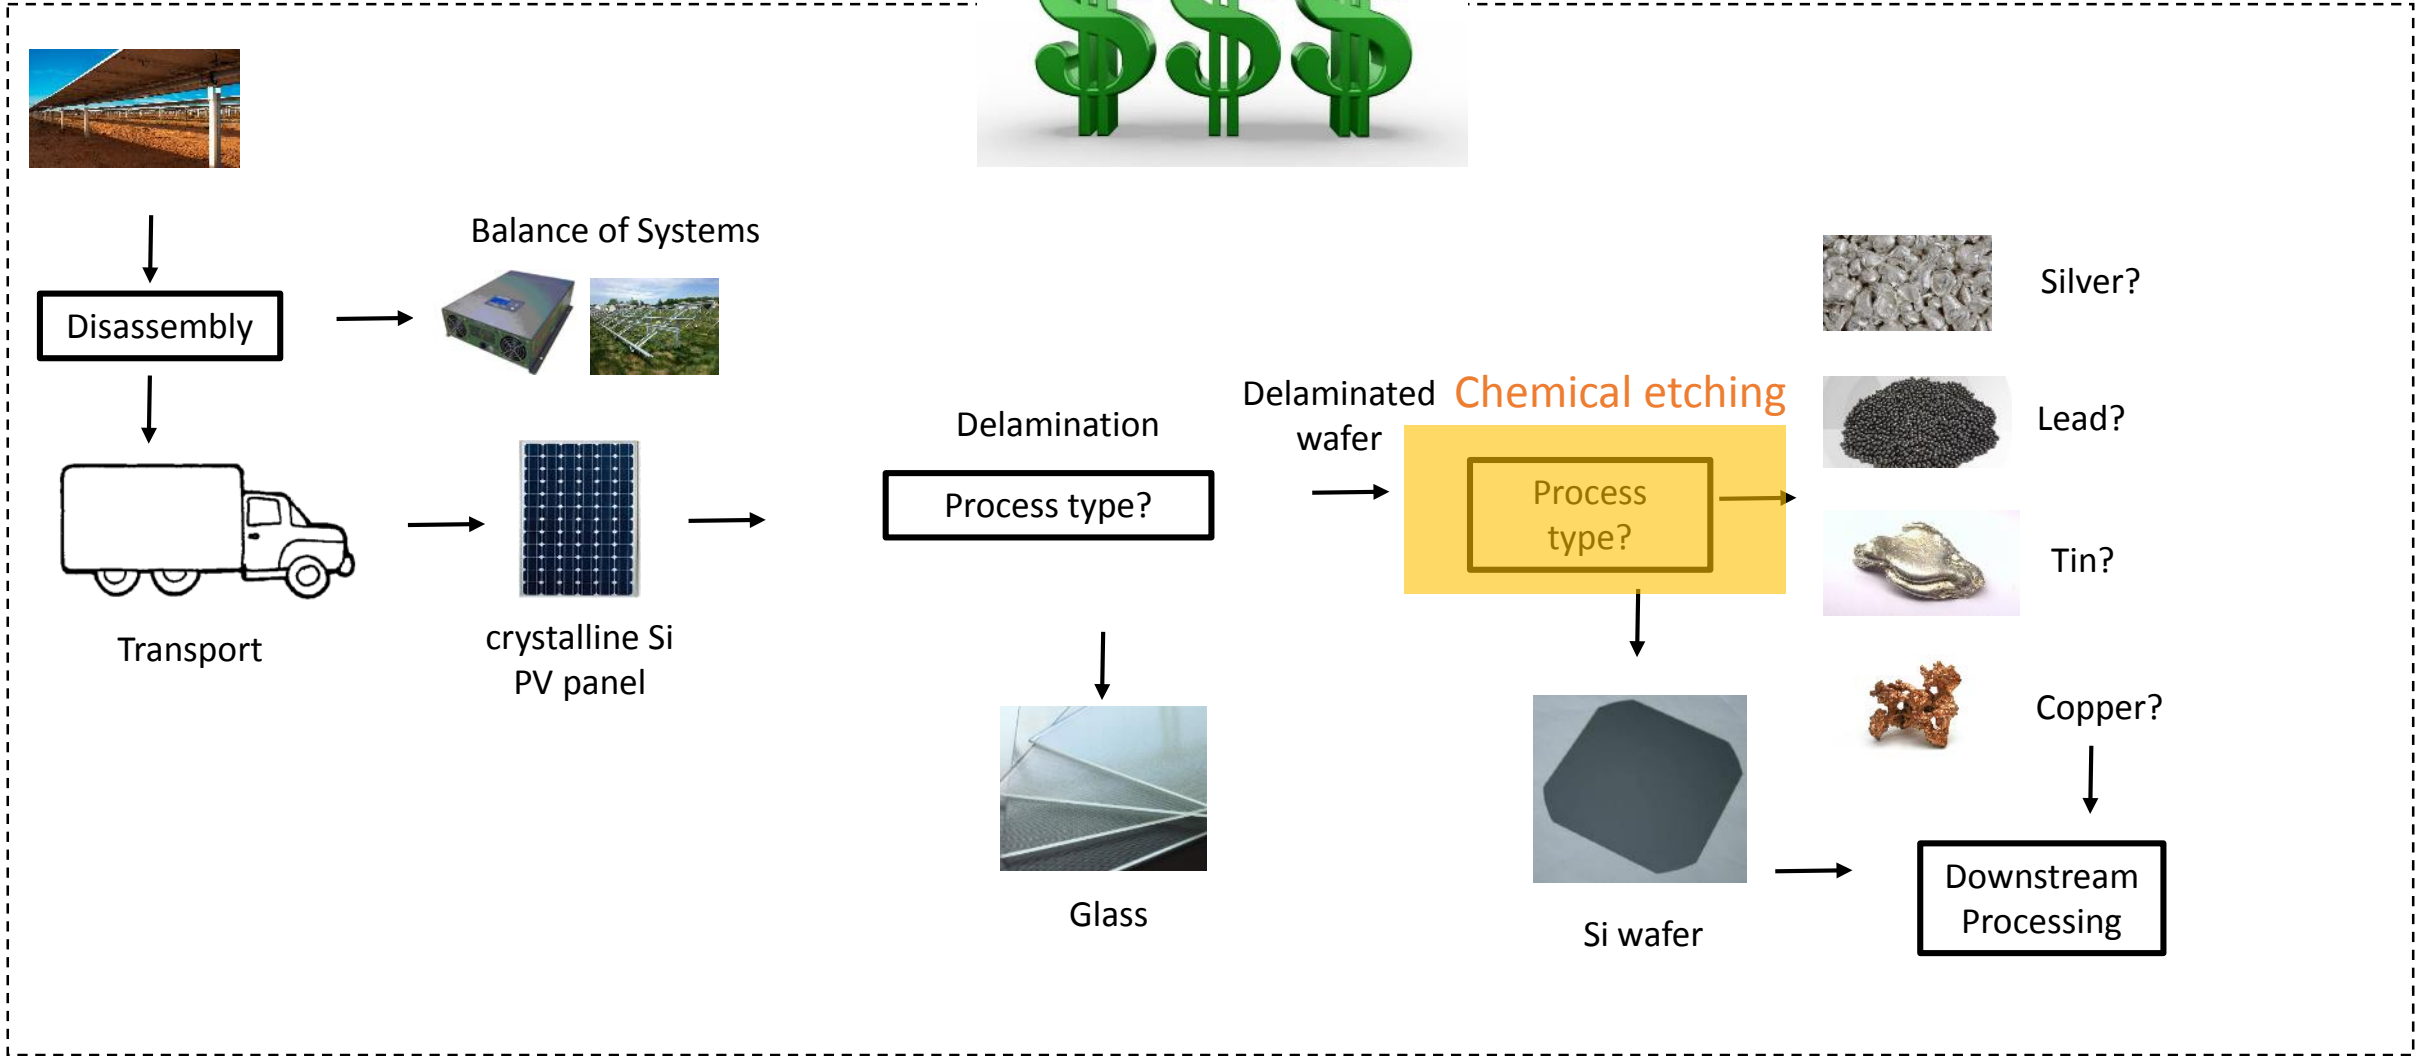 $$$
Balance of Systems
Disassembly
Transport
crystalline Si
PV panel
Delamination
Process type?
Glass
Delaminated
wafer
Chemical etching
Process
type?
Si wafer
Silver?
Lead?
Tin?
Copper?
Downstream
Processing